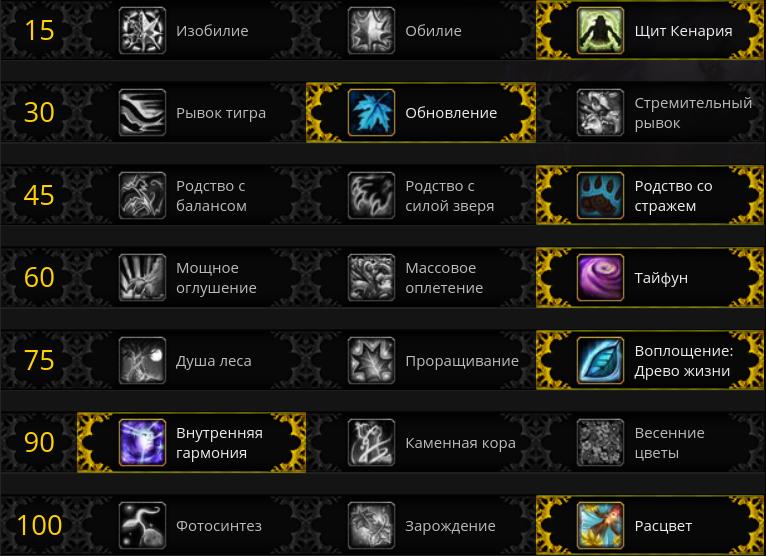 15
Изобилие
Обилие
Щит Кенария
30
Рывок тигра
Обновление
Стремительный
рывок
45
Родство с
балансом
Родство с
силой зверя
Родство со
стражем
60
Мощное
оглушение
Массовое
оплетение
Тайфун
75
Душа леса
Проращивание
Воплощение:
Древо жизни
90
Внутренняя
гармония
Каменная кора
Весенние
цветы
100
Фотосинтез
Зарождение
Расцвет